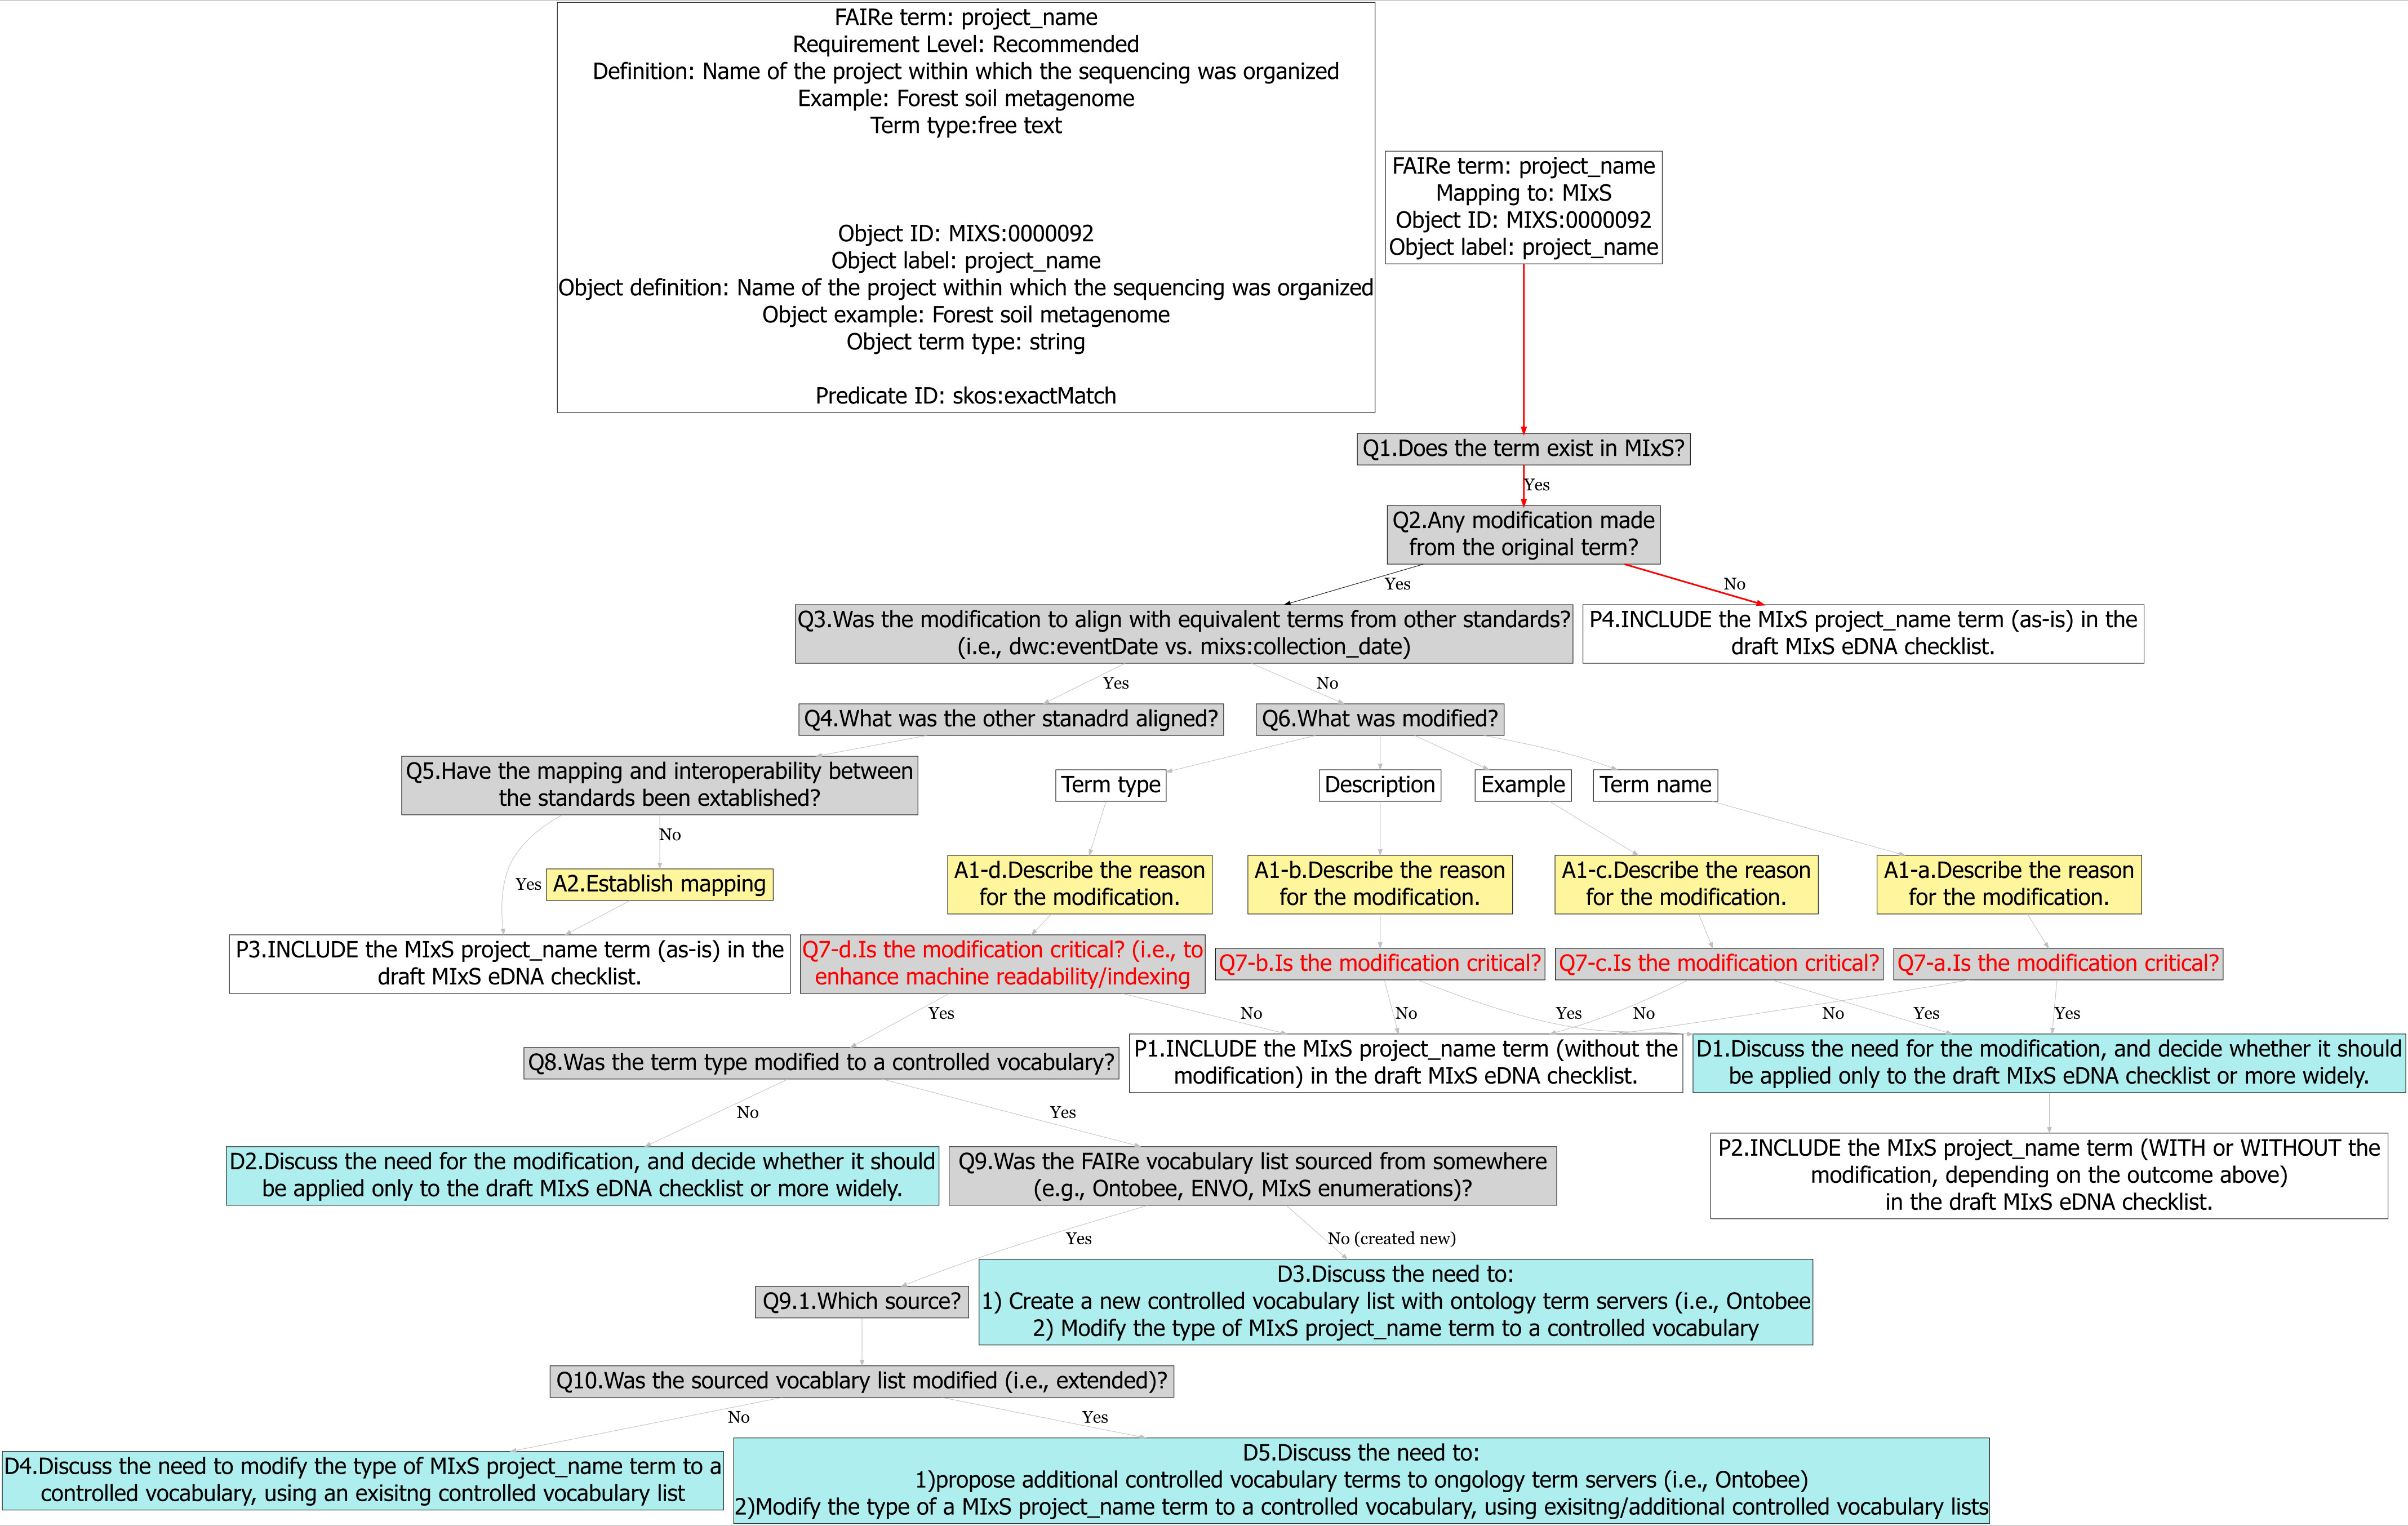 FAIRe term: project_name
Requirement Level: Recommended
Definition: Name of the project within which the sequencing was organized
Example: Forest soil metagenome
Term type:free text
Object ID: MIXS:0000092
Object label: project_name
Object definition: Name of the project within which the sequencing was organized
Object example: Forest soil metagenome
Object term type: string
Predicate ID: skos:exactMatch
FAIRe term: project_name
Mapping to: MIxS
Object ID: MIXS:0000092
Object label: project_name
Q1.Does the term exist in MIxS?
Yes
Q2.Any modification made
from the original term?
Yes
No
Q3.Was the modification to align with equivalent terms from other standards?
(i.e., dwc:eventDate vs. mixs:collection_date)
P4.INCLUDE the MIxS project_name term (as-is) in the
draft MIxS eDNA checklist.
Yes
No
Q4.What was the other stanadrd aligned?
Q6.What was modified?
Q5.Have the mapping and interoperability between
the standards been extablished?
Term type
Description
Example
Term name
No
Yes
A2.Establish mapping
A1-d.Describe the reason
for the modification.
A1-b.Describe the reason
for the modification.
A1-c.Describe the reason
for the modification.
A1-a.Describe the reason
for the modification.
P3.INCLUDE the MIxS project_name term (as-is) in the
draft MIxS eDNA checklist.
Q7-d.Is the modification critical? (i.e., to
enhance machine readability/indexing
Q7-b.Is the modification critical?
Q7-c.Is the modification critical?
Q7-a.Is the modification critical?
Yes
No
No
Yes
No
Yes
No
Yes
Q8.Was the term type modified to a controlled vocabulary?
P1.INCLUDE the MIxS project_name term (without the
modification) in the draft MIxS eDNA checklist.
D1.Discuss the need for the modification, and decide whether it should
be applied only to the draft MIxS eDNA checklist or more widely.
No
Yes
D2.Discuss the need for the modification, and decide whether it should
be applied only to the draft MIxS eDNA checklist or more widely.
Q9.Was the FAIRe vocabulary list sourced from somewhere
(e.g., Ontobee, ENVO, MIxS enumerations)?
P2.INCLUDE the MIxS project_name term (WITH or WITHOUT the
modification, depending on the outcome above)
in the draft MIxS eDNA checklist.
Yes
No (created new)
Q9.1.Which source?
D3.Discuss the need to:
1) Create a new controlled vocabulary list with ontology term servers (i.e., Ontobee
2) Modify the type of MIxS project_name term to a controlled vocabulary
Q10.Was the sourced vocablary list modified (i.e., extended)?
No
Yes
D4.Discuss the need to modify the type of MIxS project_name term to a
controlled vocabulary, using an exisitng controlled vocabulary list
D5.Discuss the need to:
1)propose additional controlled vocabulary terms to ongology term servers (i.e., Ontobee)
2)Modify the type of a MIxS project_name term to a controlled vocabulary, using exisitng/additional controlled vocabulary lists